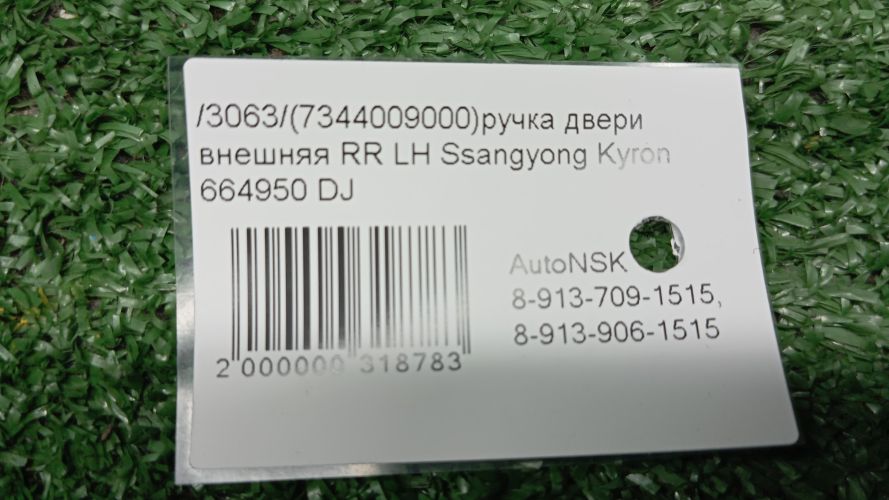 /3063/(7344009000)ручка двери
внешняя RR LH Ssangyong Kyron
664950 DJ
AutoNSK
8-913-709-1515,
8-913-906-1515
2 000000 318783